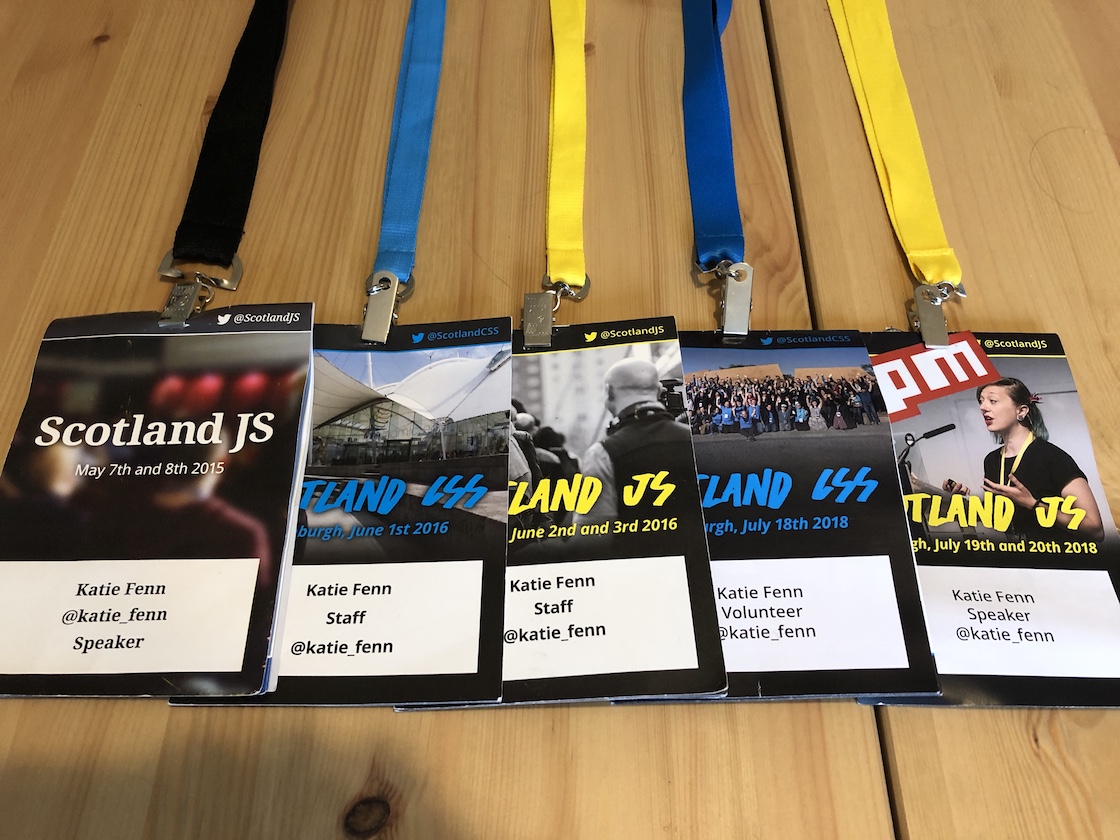 @ScotlandJS
Scotland JS
May 7th and 8th 2015
Katie Fenn
@katie_fenn
Speaker
@ScotlandCSS
TLAND CSS
burgh, June 1st 2016
Katie Fenn
Staff
@katie_fenn
@ScotlandJS
LAND JS
June 2nd and 3rd 2016
Katie Fenn
Staff
@katie_fenn
@ScotlandCSS
LAND CSS
urgh, July 18th 2018
Katie Fenn
Volunteer
@katie_fenn
pm
@ScotlandJS
TLAND JS
gh, July 19th and 20th 2018
Katie Fenn
Speaker
@katie_fenn